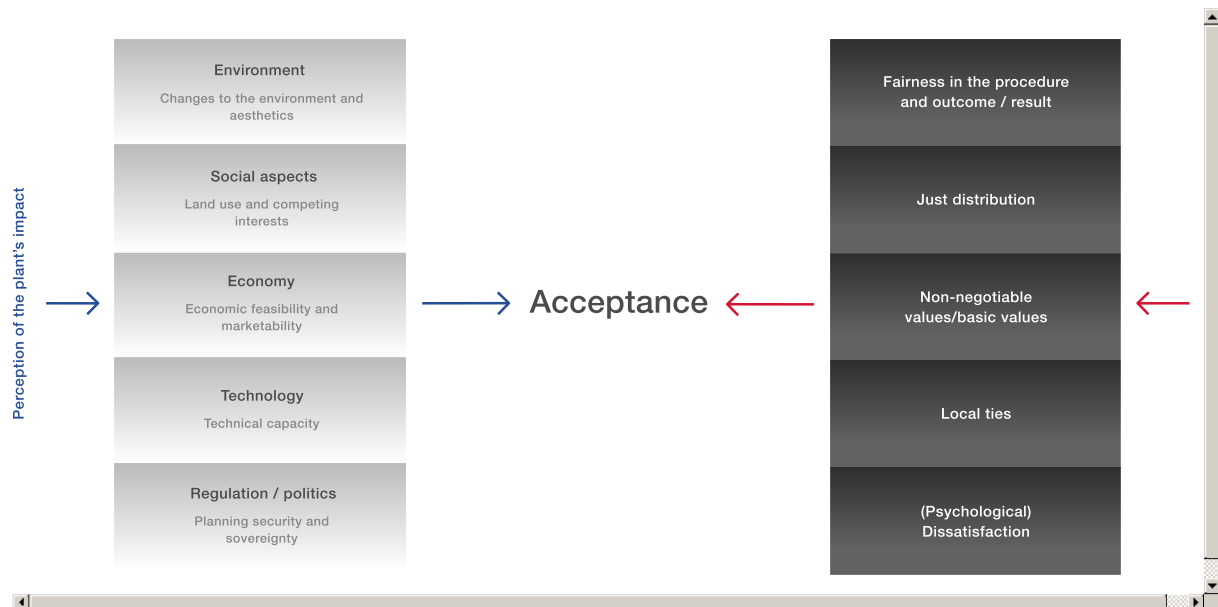 Perception of the plant's impact
Environment
Changes to the environment and
aesthetics
Social aspects
Land use and competing
interests
Economy
Economic feasibility and
marketability
Technology
Technical capacity
Regulation / politics
Planning security and
sovereignty
Acceptance
Fairness in the procedure
and outcome / result
Just distribution
Non-negotiable
values/basic values
Local ties
(Psychological)
Dissatisfaction